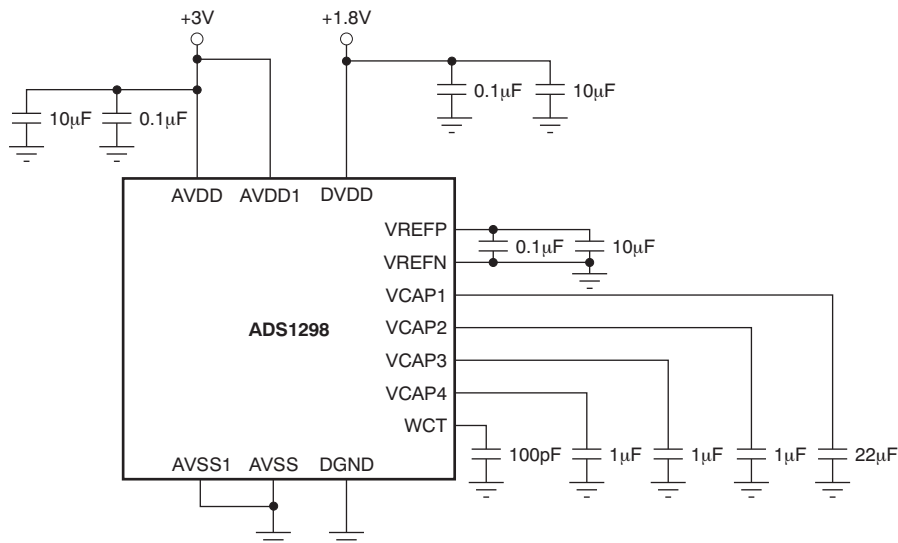 +3V
+1.8V
10μF
0.1μF
0.1μF
10μF
AVDD
AVDD1
DVDD
VREFP
0.1μF
10μF
VREFN
VCAP1
ADS1298
VCAP2
VCAP3
VCAP4
WCT
100pF
1μF
1μF
1μF
22μF
AVSS1
AVSS
DGND